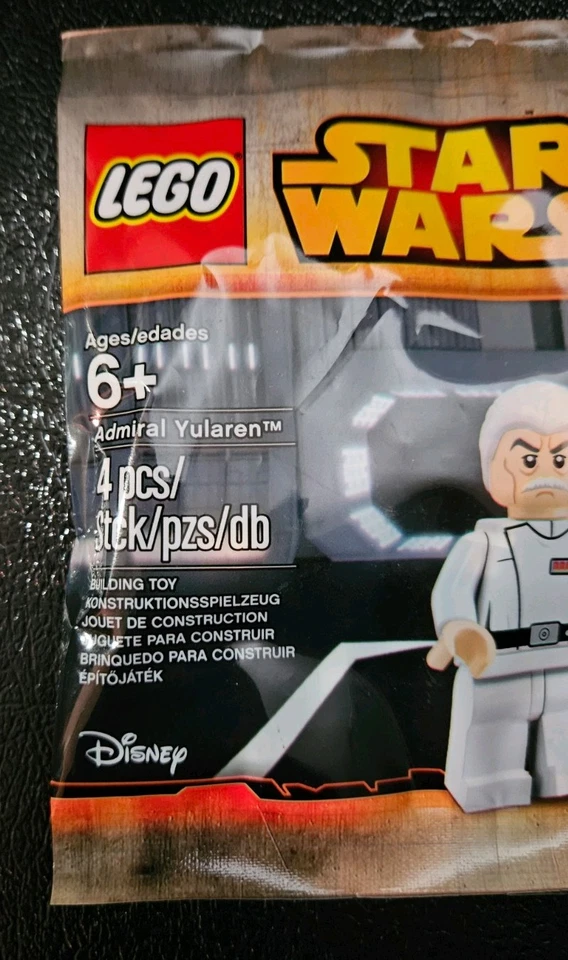 LEGO
STAR
WARS
Ages/edades
6+
Admiral Yularen™
4 pcs/
Stck/pzs/db
BUILDING TOY
KONSTRUKTIONSSPIELZEUG
JOUET DE CONSTRUCTION
JUGUETE PARA CONSTRUIR
BRINQUEDO PARA CONSTRUIR
ÉPÍTŐJÁTÉK
Disney